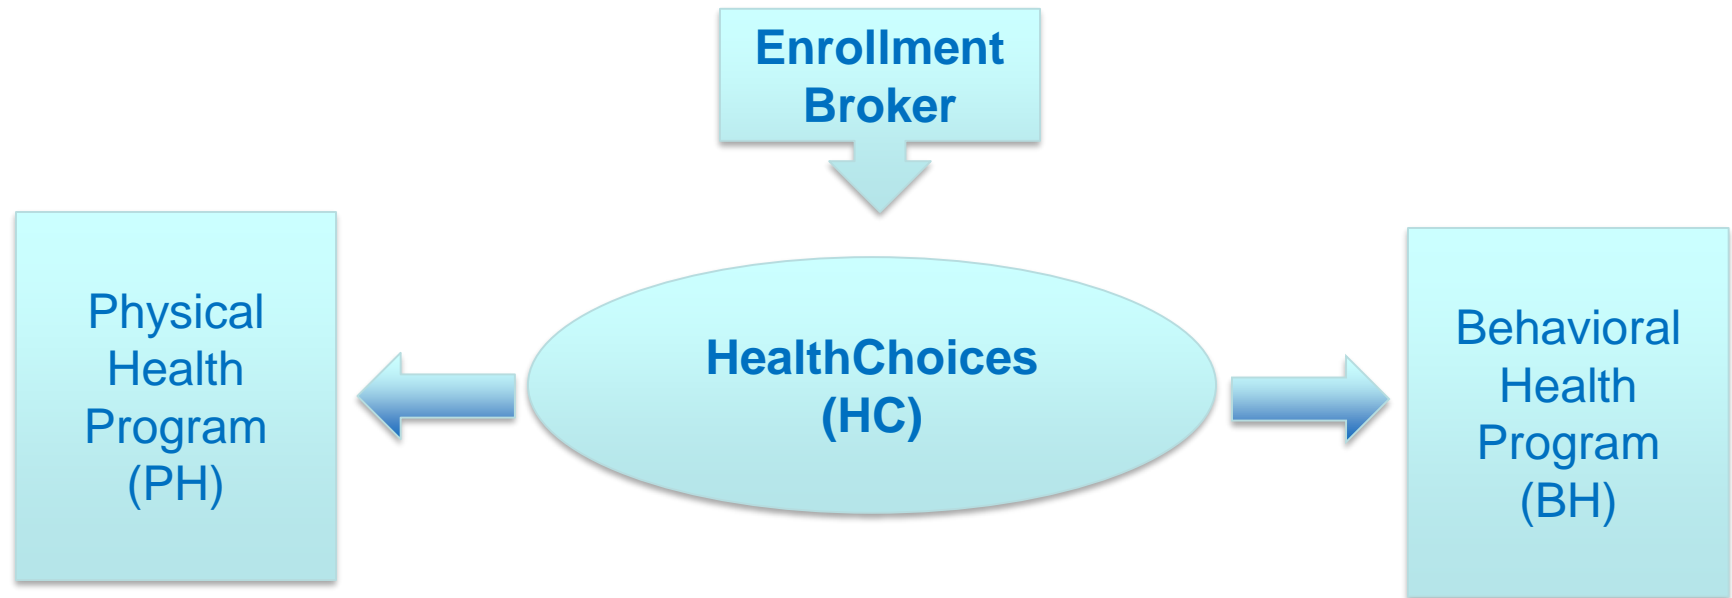 Enrollment
Broker
Physical
Health
Program
(PH)
HealthChoices
(HC)
Behavioral
Health
Program
(BH)